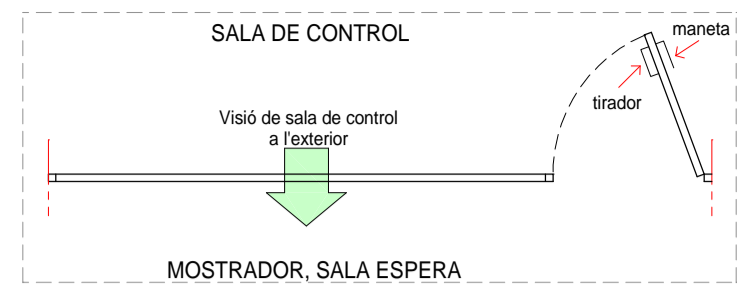 SALA DE CONTROL
maneta
tirador
Visió de sala de control
a l'exterior
MOSTRADOR, SALA ESPERA